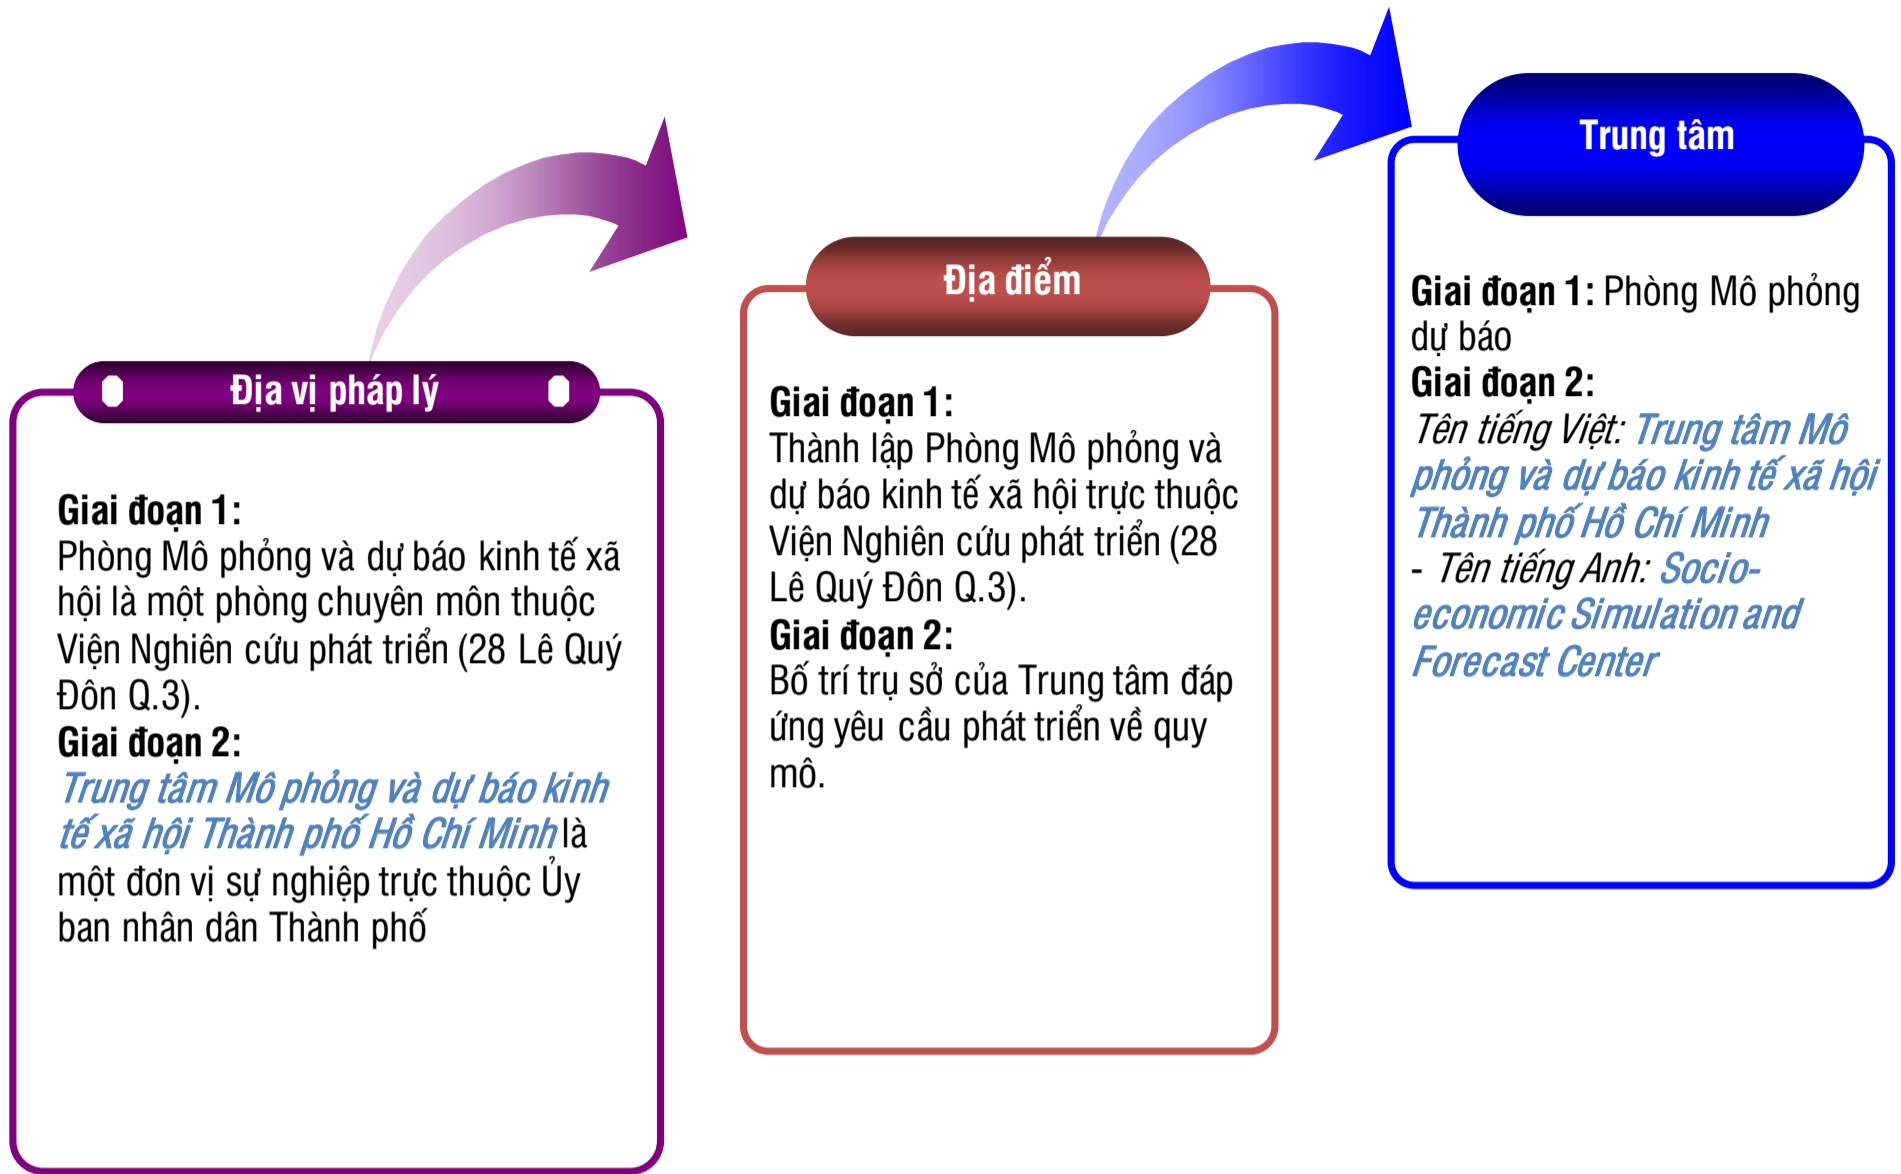 Địa vị pháp lý
Giai đoạn 1:
Phòng Mô phỏng và dự báo kinh tế xã
hội là một phòng chuyên môn thuộc
Viện Nghiên cứu phát triển (28 Lê Quý
Đôn Q.3).
Giai đoạn 2:
Trung tâm Mô phỏng và dự báo kinh
tế xã hội Thành phố Hồ Chí Minh là
một đơn vị sự nghiệp trực thuộc Ủy
ban nhân dân Thành phố
Địa điểm
Giai đoạn 1:
Thành lập Phòng Mô phỏng và
dự báo kinh tế xã hội trực thuộc
Viện Nghiên cứu phát triển (28
Lê Quý Đôn Q.3).
Giai đoạn 2:
Bố trí trụ sở của Trung tâm đáp
ứng yêu cầu phát triển về quy
mô.
Trung tâm
Giai đoạn 1: Phòng Mô phỏng
dự báo
Giai đoạn 2:
Tên tiếng Việt: Trung tâm Mô
phỏng và dự báo kinh tế xã hội
Thành phố Hồ Chí Minh
- Tên tiếng Anh: Socio-
economic Simulation and
Forecast Center